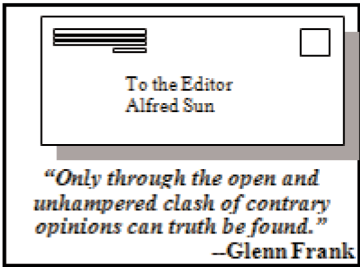 To the Editor
Alfred Sun
“Only through the open and
unhampered clash of contrary
opinions can truth be found.”
--Glenn Frank